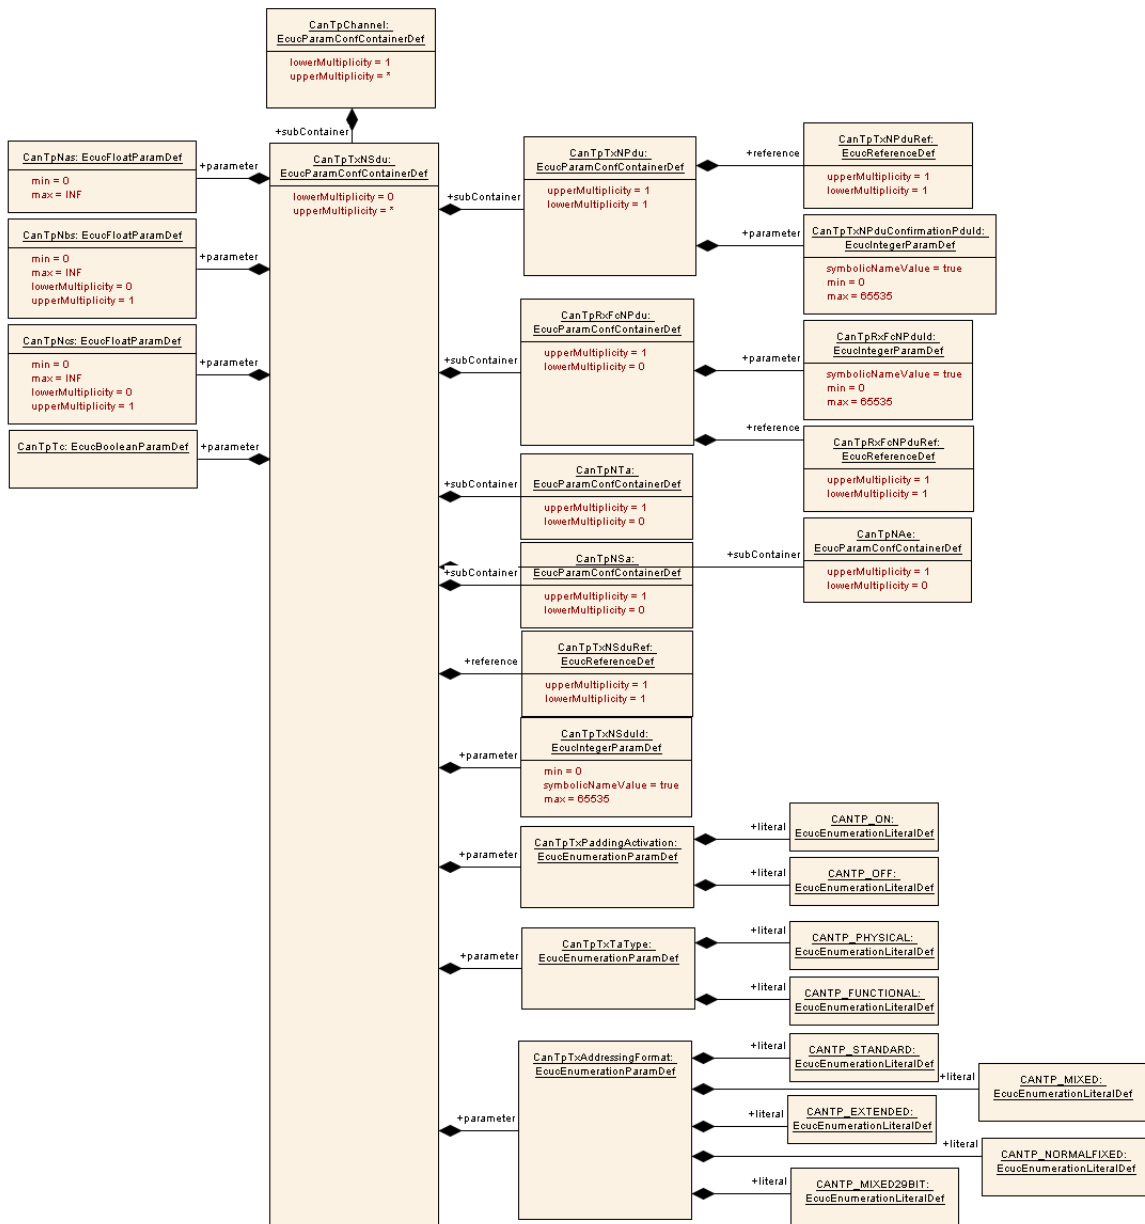 CanTpChannel:
EcucParamConfContainerDef
lowerMultiplicity = 1
upperMultiplicity = *
+subContainer
CanTpTxNSdu:
EcucParamConfContainerDef
lowerMultiplicity = 0
upperMultiplicity = *
CanTpNas: EcucFloatParamDef
min = 0
max = INF
+parameter
CanTpNbs: EcucFloatParamDef
min = 0
max = INF
lowerMultiplicity = 0
upperMultiplicity = 1
+parameter
CanTpNcs: EcucFloatParamDef
min = 0
max = INF
lowerMultiplicity = 0
upperMultiplicity = 1
+parameter
CanTpTc: EcucBooleanParamDef
+parameter
+subContainer
CanTpTxNPdu:
EcucParamConfContainerDef
upperMultiplicity = 1
lowerMultiplicity = 1
+reference
CanTpTxNPduRef:
EcucReferenceDef
upperMultiplicity = 1
lowerMultiplicity = 1
+parameter
CanTpTxNPduConfirmationPduId:
EcucIntegerParamDef
symbolicNameValue = true
min = 0
max = 65535
+subContainer
CanTpRxFcNPdu:
EcucParamConfContainerDef
upperMultiplicity = 1
lowerMultiplicity = 0
+parameter
CanTpRxFcNPduId:
EcucIntegerParamDef
symbolicNameValue = true
min = 0
max = 65535
+reference
CanTpRxFcNPduRef:
EcucReferenceDef
upperMultiplicity = 1
lowerMultiplicity = 1
+subContainer
CanTpNTa:
EcucParamConfContainerDef
upperMultiplicity = 1
lowerMultiplicity = 0
+subContainer
CanTpNAe:
EcucParamConfContainerDef
upperMultiplicity = 1
lowerMultiplicity = 0
+subContainer
CanTpNSa:
EcucParamConfContainerDef
upperMultiplicity = 1
lowerMultiplicity = 0
+reference
CanTpTxNSduRef:
EcucReferenceDef
upperMultiplicity = 1
lowerMultiplicity = 1
+parameter
CanTpTxNSduId:
EcucIntegerParamDef
min = 0
symbolicNameValue = true
max = 65535
+parameter
CanTpTxPaddingActivation:
EcucEnumerationParamDef
+literal
CANTP_ON:
EcucEnumerationLiteralDef
+literal
CANTP_OFF:
EcucEnumerationLiteralDef
+parameter
CanTpTxTaType:
EcucEnumerationParamDef
+literal
CANTP_PHYSICAL:
EcucEnumerationLiteralDef
+literal
CANTP_FUNCTIONAL:
EcucEnumerationLiteralDef
+parameter
CanTpTxAddressingFormat:
EcucEnumerationParamDef
+literal
CANTP_STANDARD:
EcucEnumerationLiteralDef
+literal
CANTP_MIXED:
EcucEnumerationLiteralDef
+literal
CANTP_EXTENDED:
EcucEnumerationLiteralDef
+literal
CANTP_NORMALFIXED:
EcucEnumerationLiteralDef
+literal
CANTP_MIXED29BIT:
EcucEnumerationLiteralDef